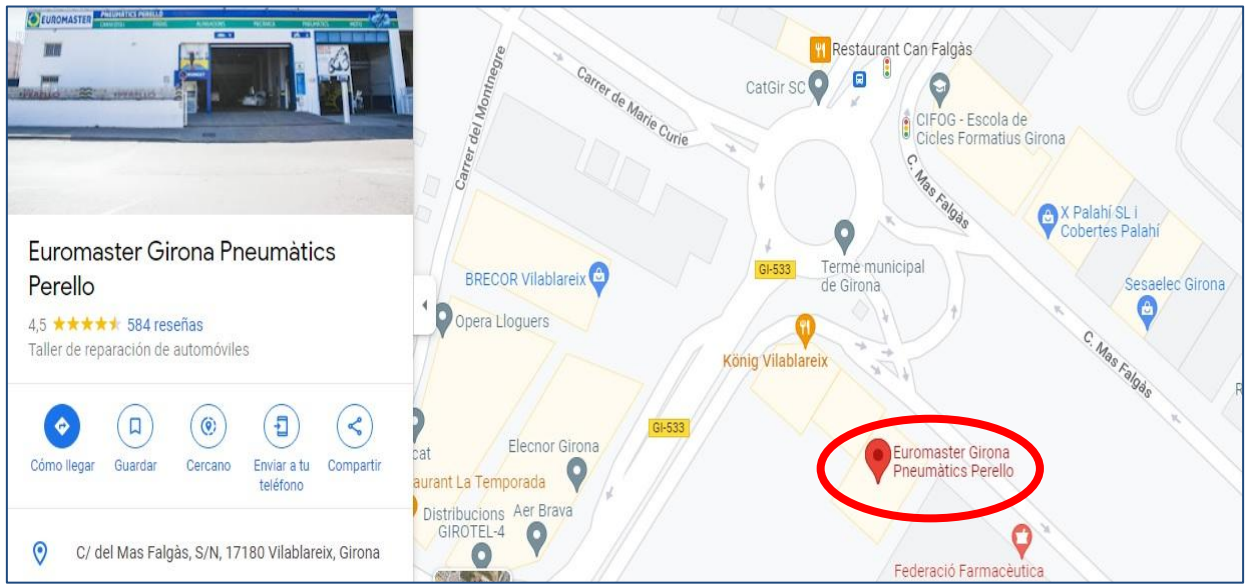 EUROMASTER
PNEUMÀTICS PERELLÓ
PNEUMÀTICS
MOTO
Euromaster Girona Pneumàtics
Perello
4,5
584 reseñas
Taller de reparación de automóviles
Cómo llegar
Guardar
Cercano
Enviar a tu
teléfono
Compartir
C/ del Mas Falgàs, S/N, 17180 Vilablareix, Girona
Restaurant Can Falgàs
CatGir SC
CIFOG - Escola de
Cicles Formatius Girona
Carrer de Marie Curie
Carrer del Montnegre
C. Mas Falgàs
X Palahí SL i
Cobertes Palahí
Terme municipal
de Girona
GI-533
BRECOR Vilablareix
Sesaelec Girona
Opera Lloguers
König Vilablareix
C. Mas Falgàs
R
GI-533
Elecnor Girona
cat
aurant La Temporada
Euromaster Girona
Pneumàtics Perello
Distribucions
GIROTEL-4
Aer Brava
Federació Farmacèutica